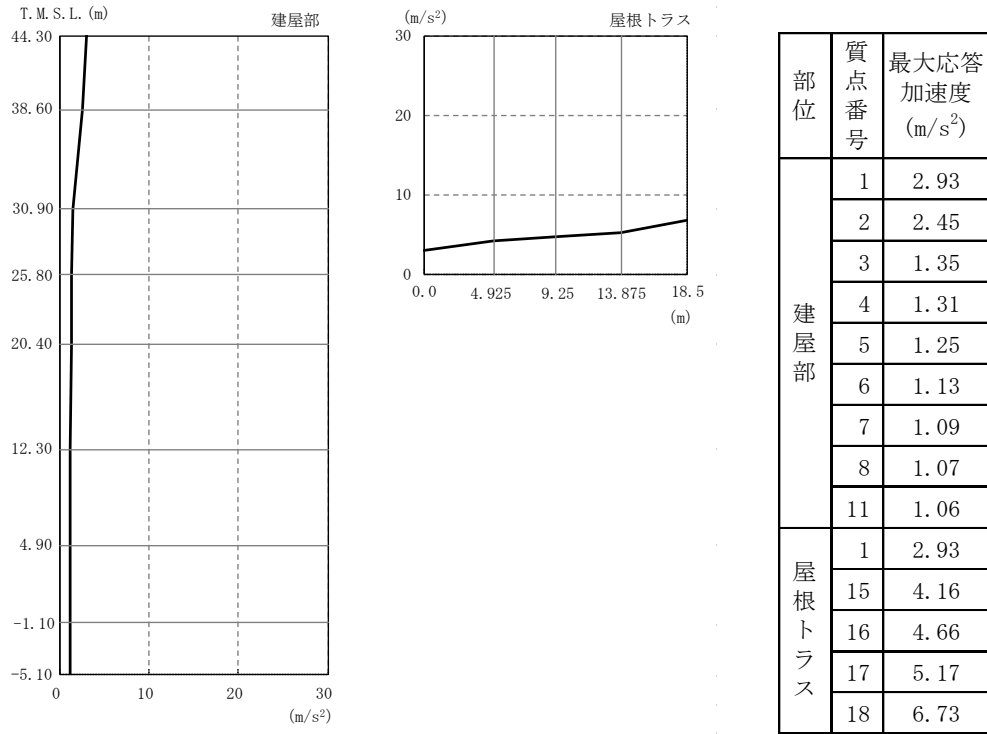 T.M.S.L.(m)
建屋部
44.30
38.60
30.90
25.80
20.40
12.30
4.90
-1.10
-5.10
0 10 20 30
(m/s²)
(m/s²)
屋根トラス
30
20
10
0
0.0 4.925 9.25 13.875 18.5
(m)
部位 質点番号 最大応答加速度(m/s²)
建屋部
1 2.93
2 2.45
3 1.35
4 1.31
5 1.25
6 1.13
7 1.09
8 1.07
11 1.06
屋根トラス
1 2.93
15 4.16
16 4.66
17 5.17
18 6.73